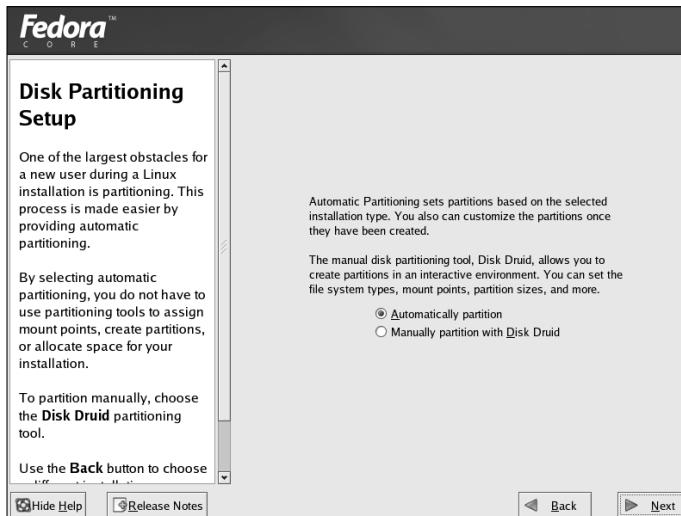 Fedora™
CORE
Disk Partitioning
Setup
One of the largest obstacles for
a new user during a Linux
installation is partitioning. This
process is made easier by
providing automatic
partitioning.
By selecting automatic
partitioning, you do not have to
use partitioning tools to assign
mount points, create partitions,
or allocate space for your
installation.
To partition manually, choose
the Disk Druid partitioning
tool.
Use the Back button to choose
Automatic Partitioning sets partitions based on the selected
installation type. You also can customize the partitions once
they have been created.
The manual disk partitioning tool, Disk Druid, allows you to
create partitions in an interactive environment. You can set the
file system types, mount points, partition sizes, and more.
Automatically partition
Manually partition with Disk Druid
Hide Help
Release Notes
Back
Next